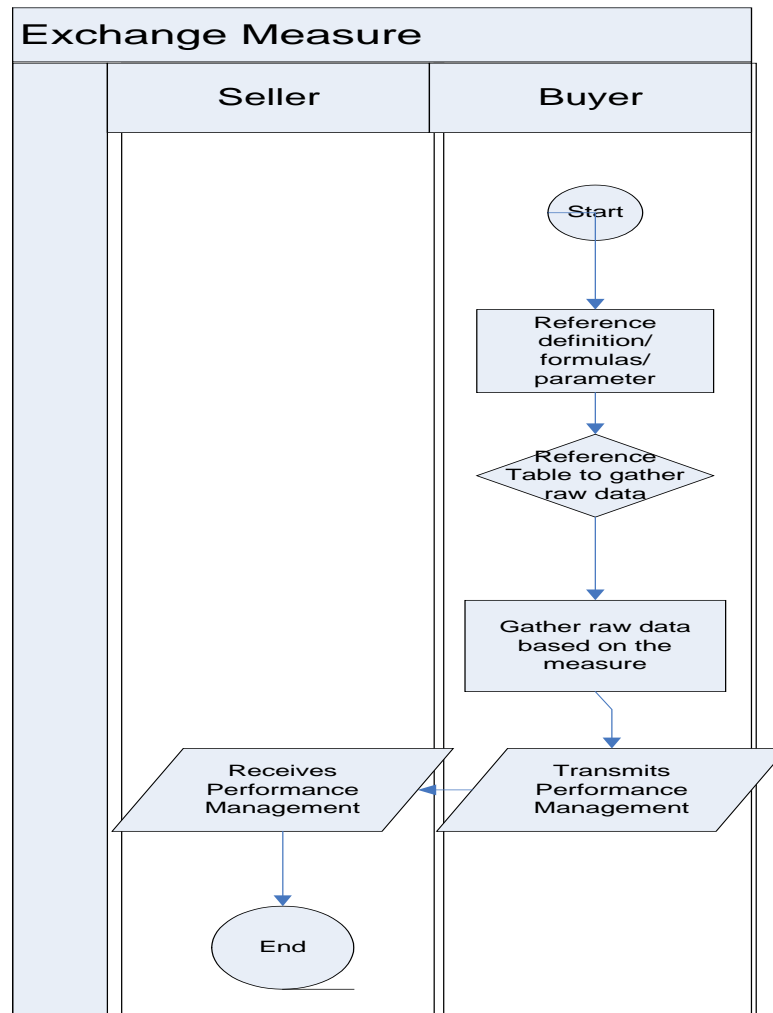 Exchange Measure
Seller
Buyer
Start
Reference
definition/
formulas/
parameter
Reference
Table to gather
raw data
Gather raw data
based on the
measure
Transmits
Performance
Management
Receives
Performance
Management
End